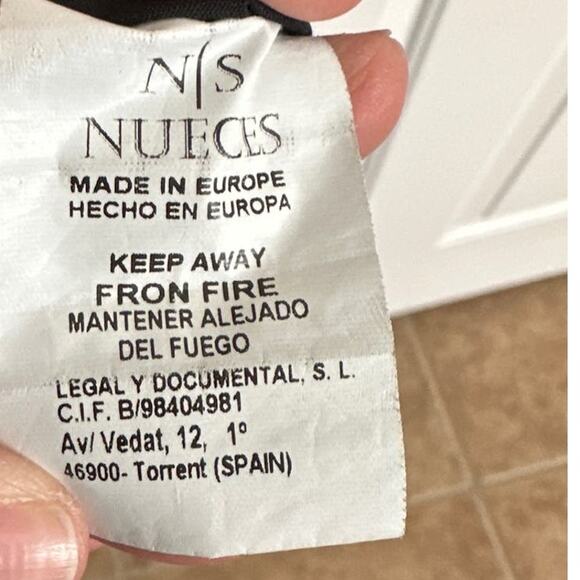 N|S
NUECES
MADE IN EUROPE
HECHO EN EUROPA
KEEP AWAY
FRON FIRE
MANTENER ALEJADO
DEL FUEGO
LEGAL Y DOCUMENTAL, S. L.
C.I.F. B/98404981
Av/ Vedat, 12, 1º
46900- Torrent (SPAIN)